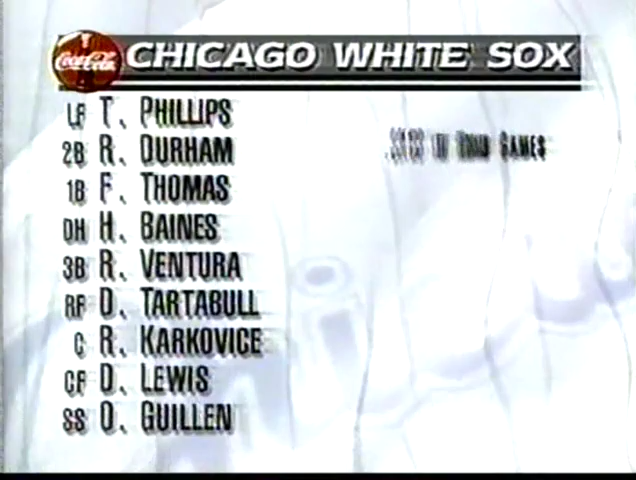 Coca-Cola
CHICAGO WHITE SOX
LF T. PHILLIPS
2B R. DURHAM
GAMES
1B F. THOMAS
DH H. BAINES
3B R. VENTURA
RF D. TARTABULL
C R. KARKOVICE
CF D. LEWIS
SS O. GUILLEN